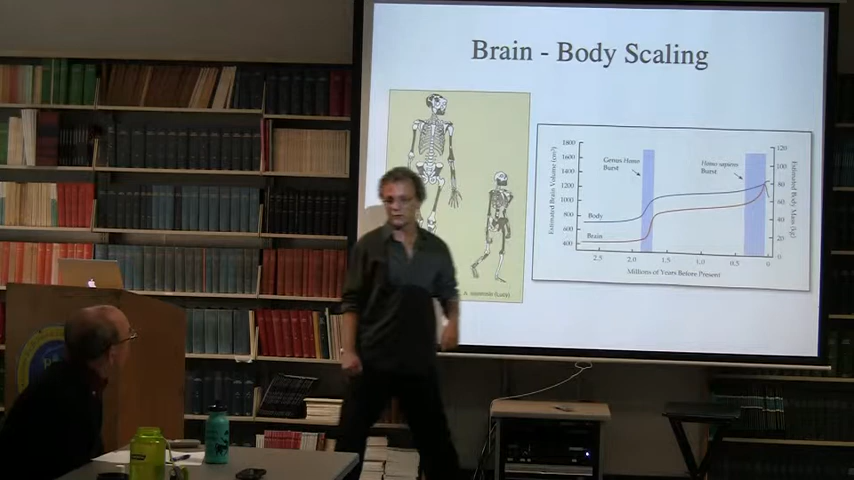 Brain - Body Scaling
1800
1600
1400
1200
1000
800
600
400
Estimated Brain Volume (cm³)
Genus Homo
Burst
Homo sapiens
Burst
Body
Brain
120
100
80
60
40
20
0
Estimated Body Mass (kg)
2.5
2.0
1.5
1.0
0.5
0
Millions of Years Before Present
(Lucy)